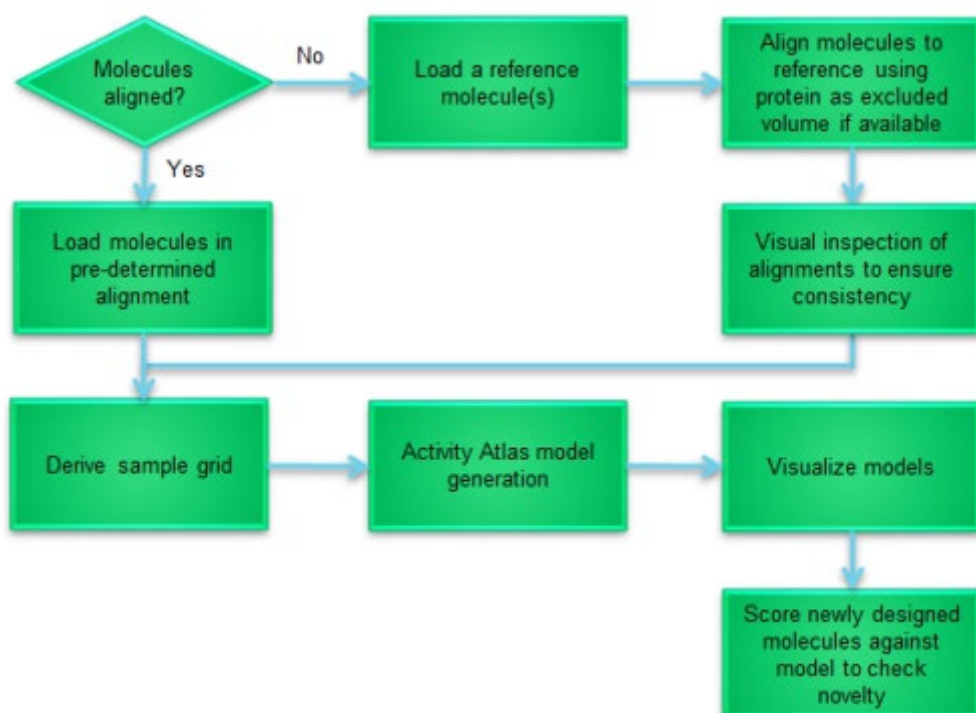 Molecules
aligned?
No
Load a reference
molecule(s)
Align molecules to
reference using
protein as excluded
volume if available
Yes
Load molecules in
pre-determined
alignment
Visual inspection of
alignments to ensure
consistency
Derive sample grid
Activity Atlas model
generation
Visualize models
Score newly designed
molecules against
model to check
novelty